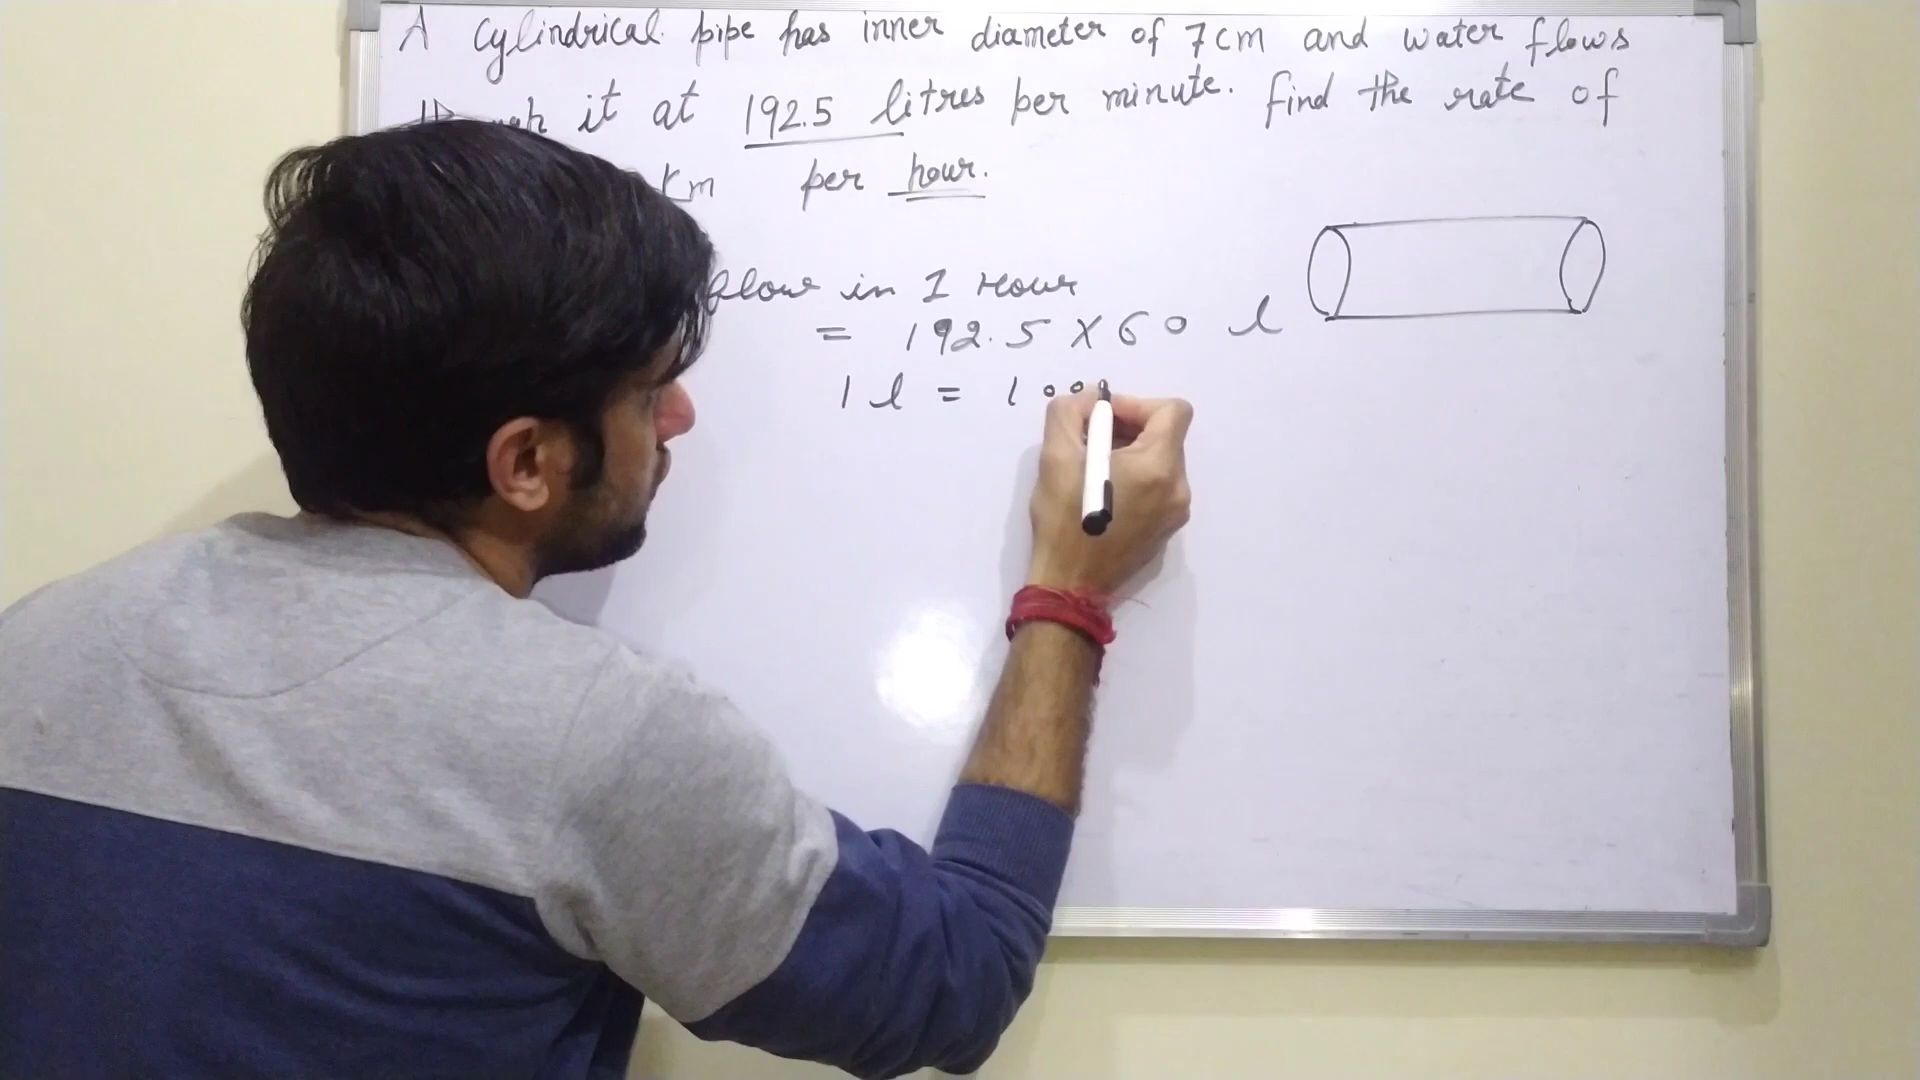 A cylindrical pipe has inner diameter of 7cm and water flows
it at 192.5 litres per minute. find the rate of
Km per hour.
flow in 1 Hour
= 192.5 X 60 l
1 l = 1000